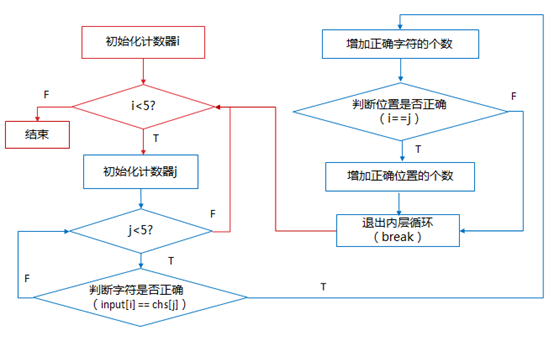 初始化计数器i
i<5?
F
结束
T
初始化计数器j
j<5?
F
T
F
判断字符是否正确
（input[i] == chs[j]）
T
增加正确字符的个数
判断位置是否正确
（i==j）
F
T
增加正确位置的个数
退出内层循环
（break）